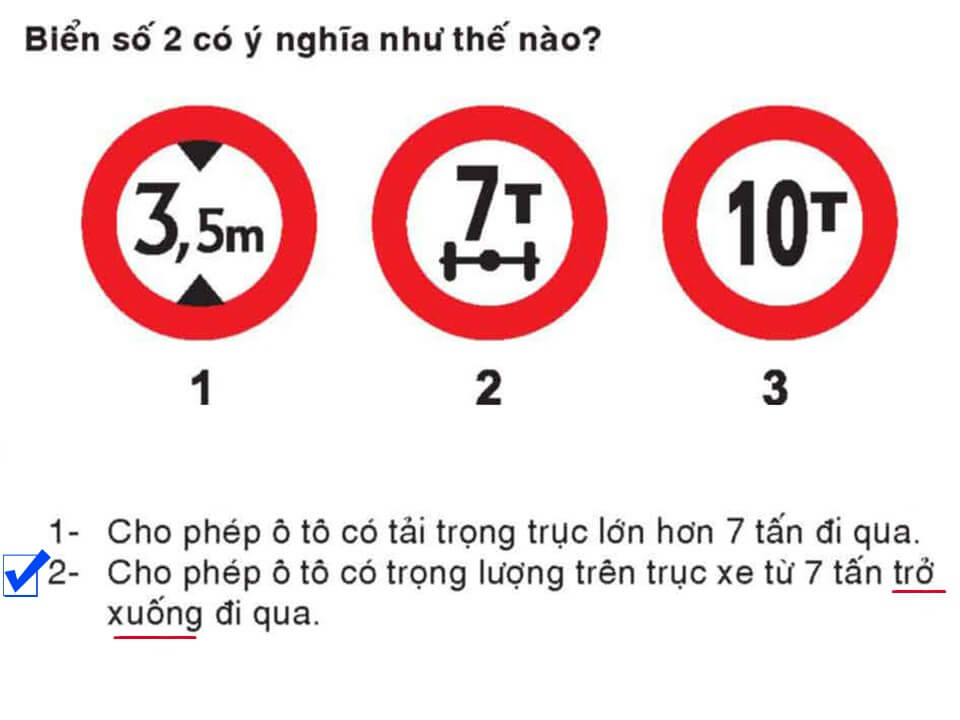 Biển số 2 có ý nghĩa như thế nào?
3,5m
7T
10T
1
2
3
1- Cho phép ô tô có tải trọng trục lớn hơn 7 tấn đi qua.
2- Cho phép ô tô có trọng lượng trên trục xe từ 7 tấn trở
xuống đi qua.